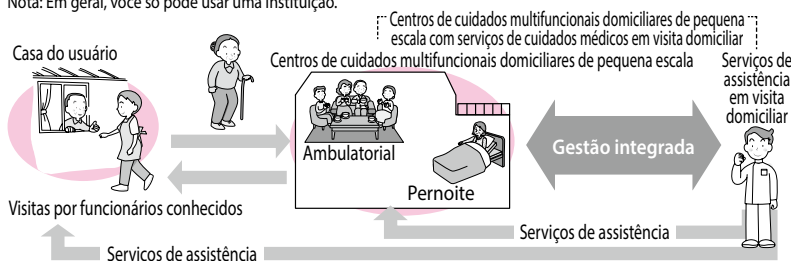 Nota: Em geral, você só pode usar uma instituição.
Centros de cuidados multifuncionais domiciliares de pequena
escala com serviços de cuidados médicos em visita domiciliar
Casa do usuário
Centros de cuidados multifuncionais domiciliares de pequena escala
Serviços de
assistência
em visita
domiciliar
Ambulatorial
Gestão integrada
Pernoite
Visitas por funcionários conhecidos
Serviços de assistência
Serviços de assistência